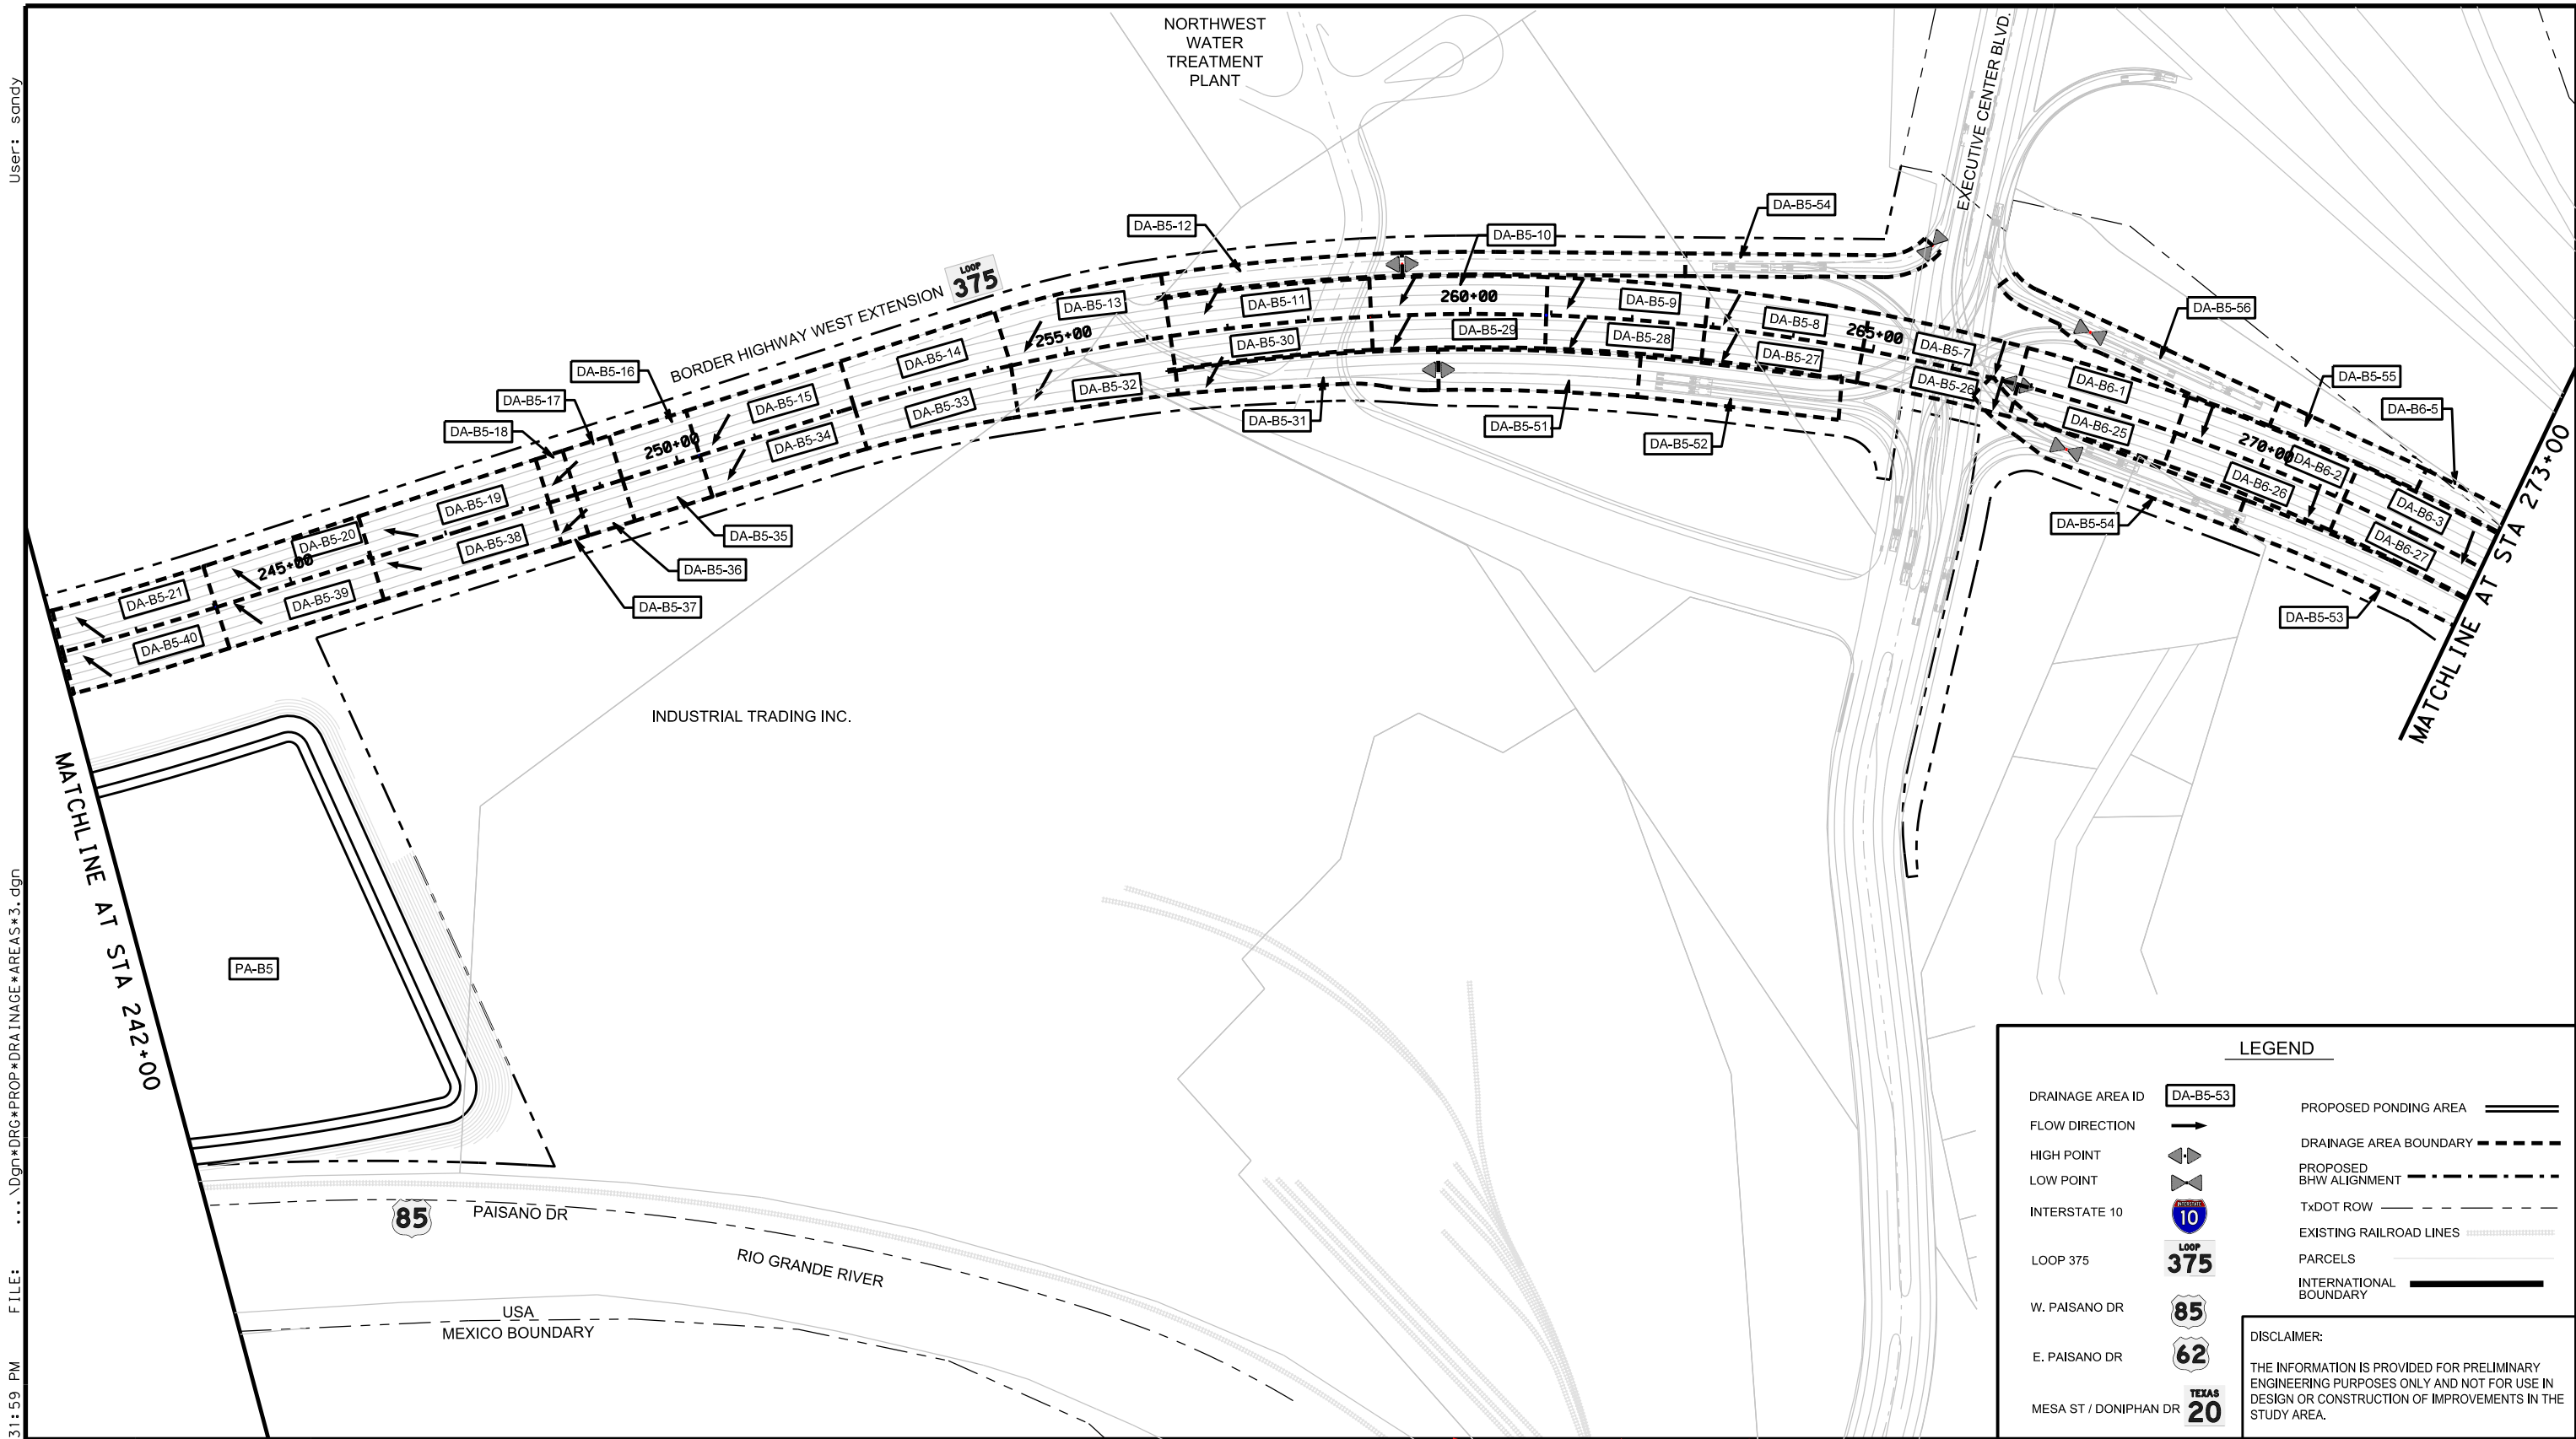 NORTHWEST
WATER
TREATMENT
PLANT
EXECUTIVE CENTER BLVD.
User: sandy
DA-B5-12
DA-B5-10
DA-B5-54
DA-B5-56
DA-B5-55
DA-B6-5
LOOP
375
BORDER HIGHWAY WEST EXTENSION
DA-B5-13
DA-B5-11
260+00
DA-B5-9
DA-B5-8
265+00
DA-B5-7
DA-B6-1
255+00
DA-B5-30
DA-B5-29
DA-B5-28
DA-B5-27
DA-B5-26
DA-B6-25
DA-B5-14
DA-B5-16
DA-B5-17
DA-B5-18
DA-B5-15
DA-B5-33
DA-B5-32
DA-B5-31
DA-B5-51
DA-B5-52
250+00
DA-B5-34
270+00
DA-B6-2
DA-B6-26
DA-B6-3
DA-B6-27
DA-B5-54
DA-B5-53
DA-B5-19
DA-B5-38
DA-B5-35
DA-B5-36
DA-B5-37
DA-B5-20
245+00
DA-B5-39
DA-B5-21
DA-B5-40
MATCHLINE AT STA 273+00
INDUSTRIAL TRADING INC.
MATCHLINE AT STA 242+00
PA-B5
85
PAISANO DR
RIO GRANDE RIVER
USA
MEXICO BOUNDARY
31:59 PM FILE: ...\Dgn*DRG*PROP*DRAINAGE*AREAS*3.dgn
LEGEND
DRAINAGE AREA ID DA-B5-53
FLOW DIRECTION
HIGH POINT
LOW POINT
INTERSTATE 10
INTERSTATE
10
LOOP 375
LOOP
375
W. PAISANO DR 85
E. PAISANO DR 62
MESA ST / DONIPHAN DR
TEXAS
20
PROPOSED PONDING AREA
DRAINAGE AREA BOUNDARY
PROPOSED
BHW ALIGNMENT
TxDOT ROW
EXISTING RAILROAD LINES
PARCELS
INTERNATIONAL
BOUNDARY
DISCLAIMER:
THE INFORMATION IS PROVIDED FOR PRELIMINARY
ENGINEERING PURPOSES ONLY AND NOT FOR USE IN
DESIGN OR CONSTRUCTION OF IMPROVEMENTS IN THE
STUDY AREA.